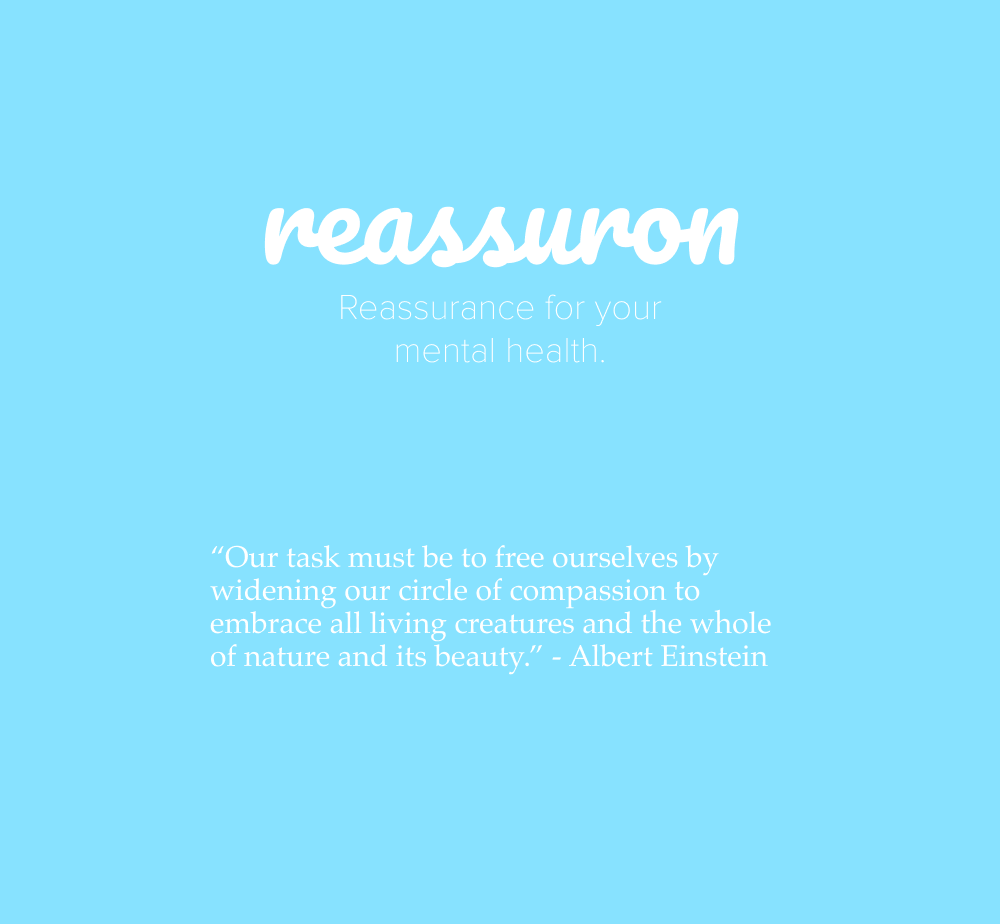 reassuron
Reassurance for your
mental health.
“Our task must be to free ourselves by
widening our circle of compassion to
embrace all living creatures and the whole
of nature and its beauty.” - Albert Einstein